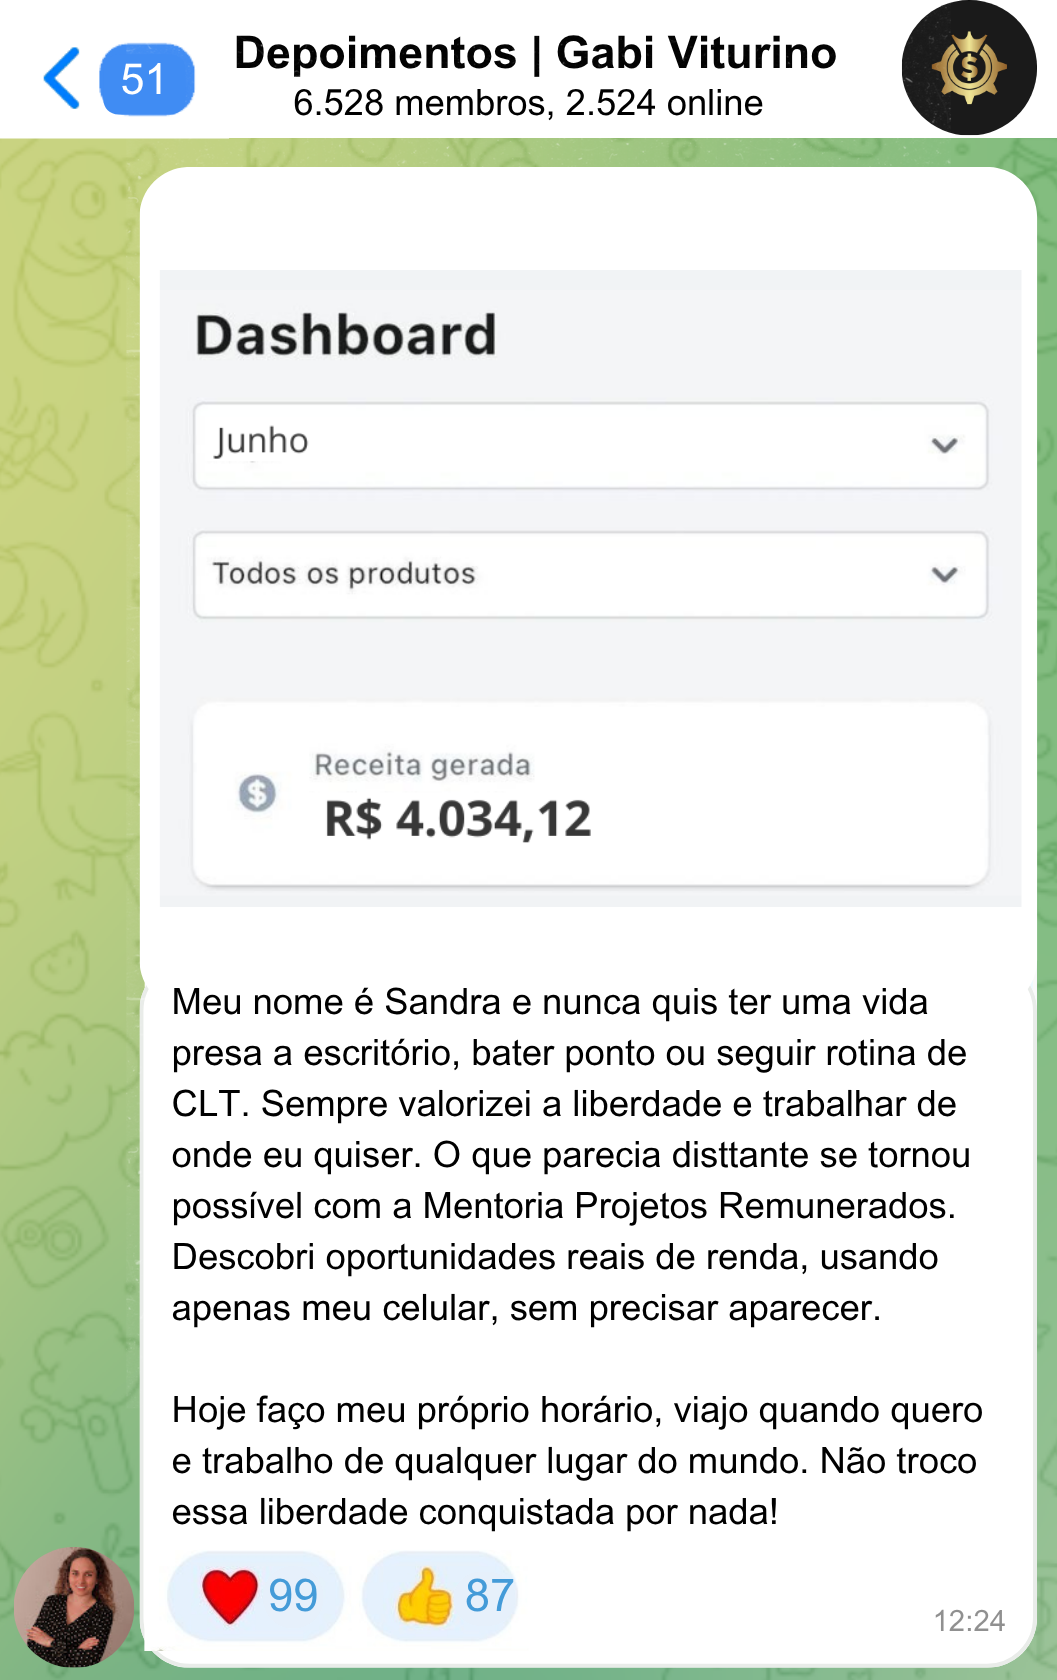 51
Depoimentos | Gabi Viturino
6.528 membros, 2.524 online
$
Dashboard
Junho
Todos os produtos
$
Receita gerada
R$ 4.034,12
Meu nome é Sandra e nunca quis ter uma vida
presa a escritório, bater ponto ou seguir rotina de
CLT. Sempre valorizei a liberdade e trabalhar de
onde eu quiser. O que parecia disttante se tornou
possível com a Mentoria Projetos Remunerados.
Descobri oportunidades reais de renda, usando
apenas meu celular, sem precisar aparecer.
Hoje faço meu próprio horário, viajo quando quero
e trabalho de qualquer lugar do mundo. Não troco
essa liberdade conquistada por nada!
99 87
12:24